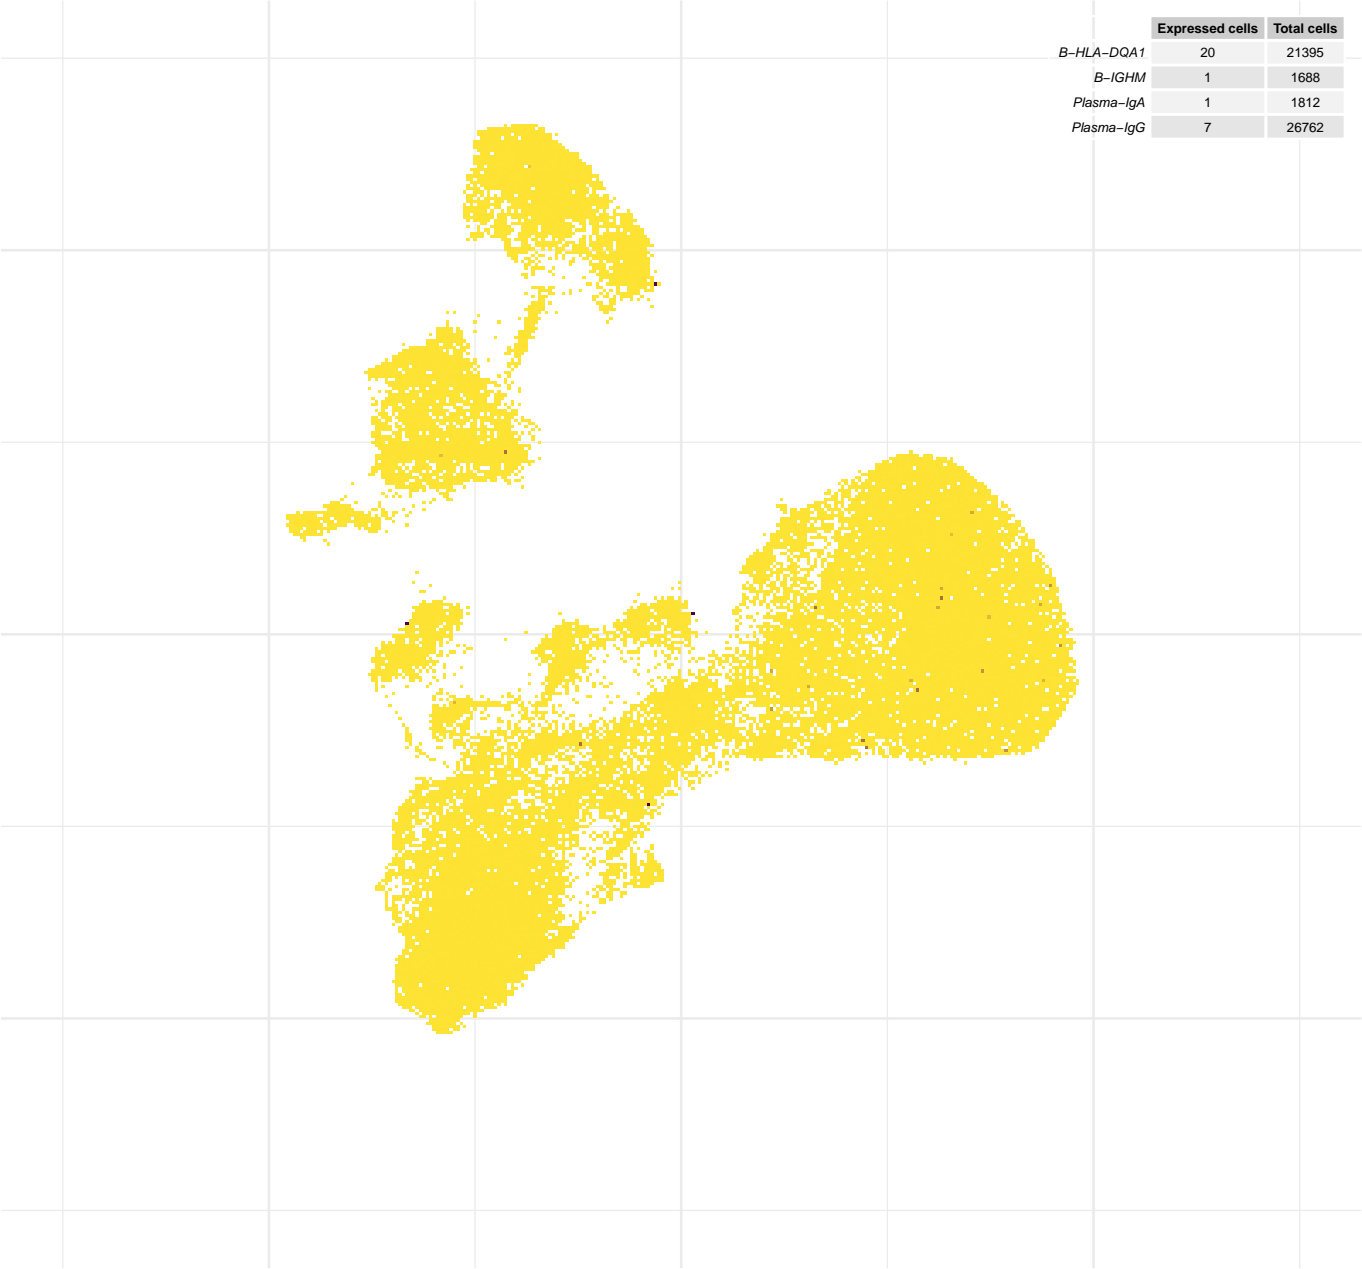 Expressed cells Total cells
B−HLA−DQA1 20 21395
B−IGHM 1 1688
Plasma−IgA 1 1812
Plasma−IgG 7 26762